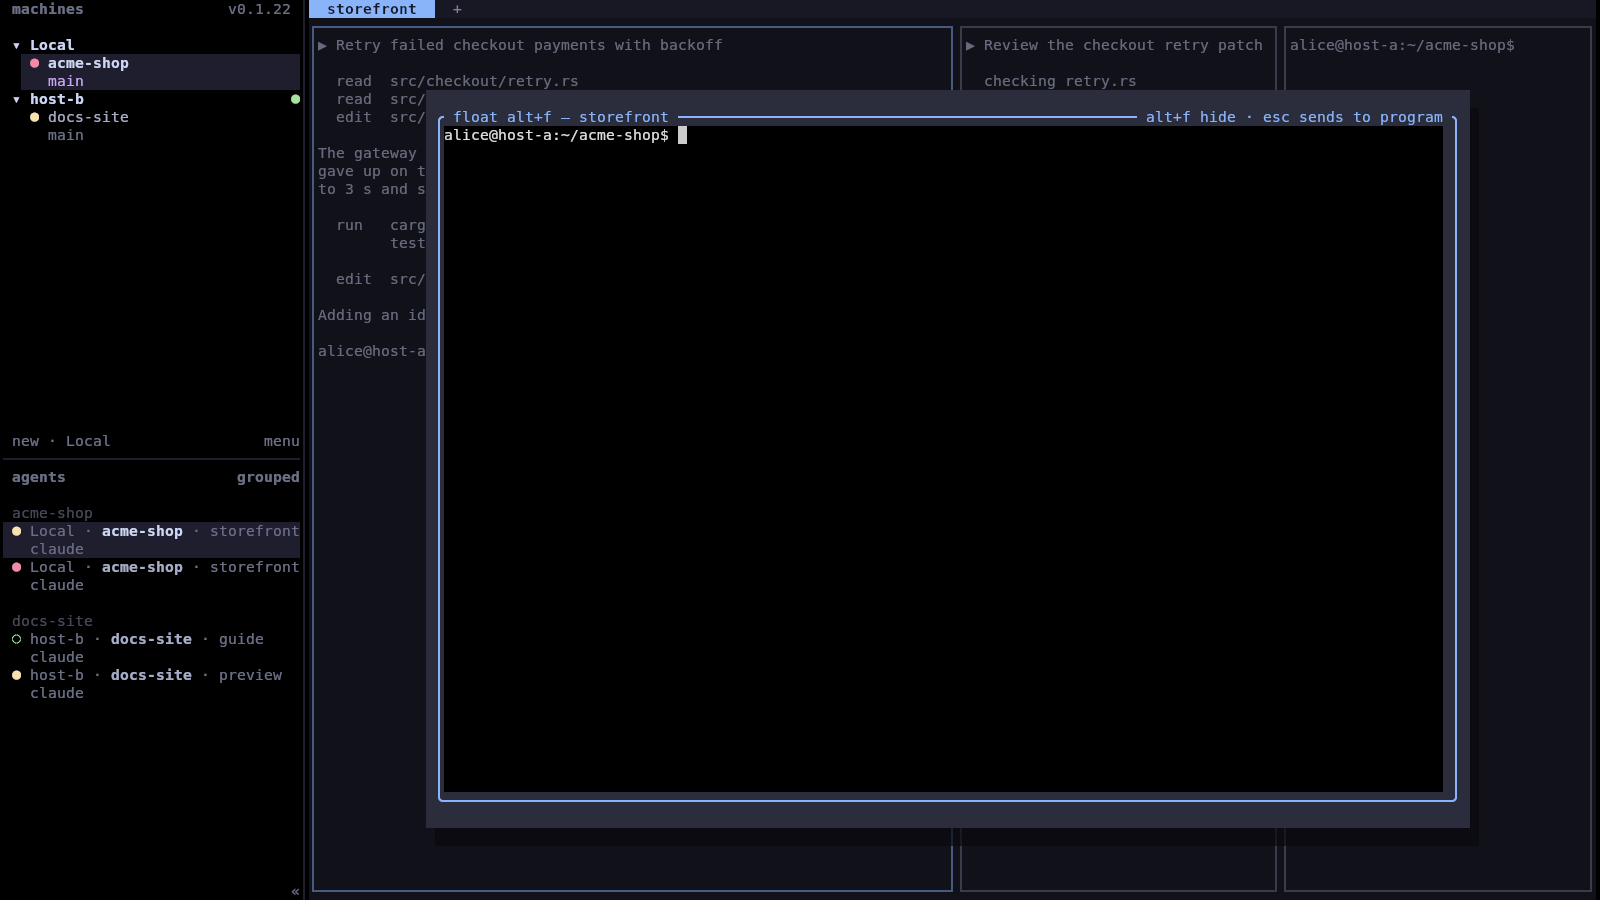 machines v0.1.22
▾ Local
acme-shop
main
▾ host-b
docs-site
main
new · Local menu
agents grouped
acme-shop
Local · acme-shop · storefront
claude
Local · acme-shop · storefront
claude
docs-site
host-b · docs-site · guide
claude
host-b · docs-site · preview
claude
«
storefront +
▶ Retry failed checkout payments with backoff
read src/checkout/retry.rs
read src/
edit src/
The gateway
gave up on t
to 3 s and s
run carg
test
edit src/
Adding an id
alice@host-a
▶ Review the checkout retry patch
checking retry.rs
alice@host-a:~/acme-shop$
float alt+f — storefront alt+f hide · esc sends to program
alice@host-a:~/acme-shop$